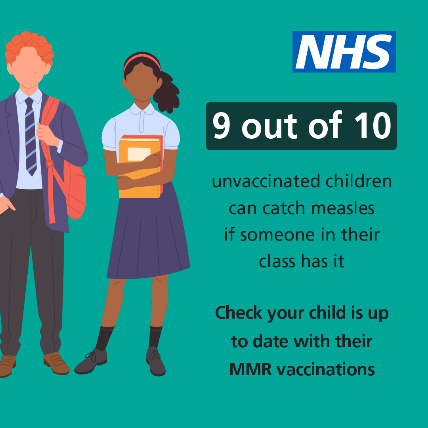 NHS
9 out of 10
unvaccinated children
can catch measles
if someone in their
class has it
Check your child is up
to date with their
MMR vaccinations